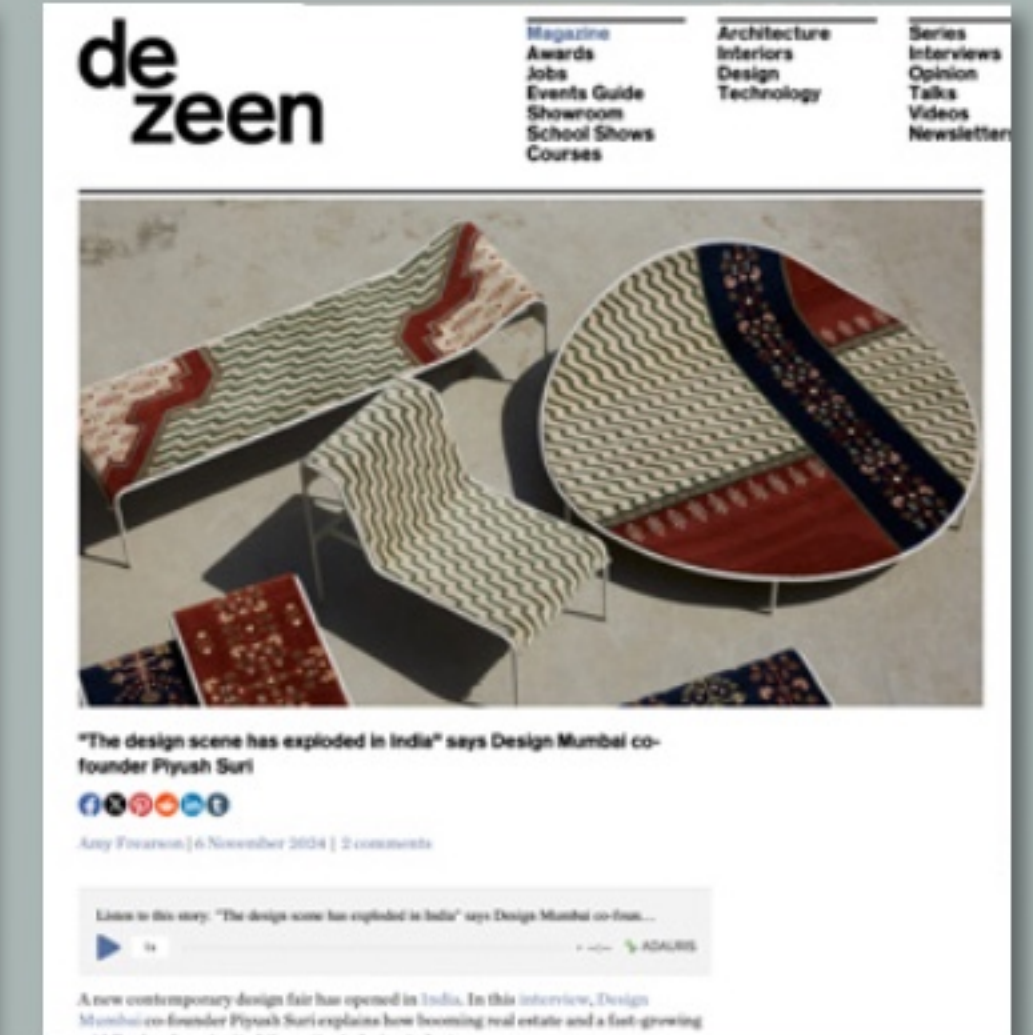 de
zeen
Magazine
Awards
Jobs
Events Guide
Showroom
School Shows
Courses
Architecture
Interiors
Design
Technology
Series
Interviews
Opinion
Talks
Videos
Newsletters
"The design scene has exploded in India" says Design Mumbai co-
founder Piyush Suri
Amy Frearson | 6 November 2024 | 2 comments
Listen to this story: "The design scene has exploded in India" says Design Mumbai co-foun...
1x
ADAURIS
A new contemporary design fair has opened in India. In this interview, Design
Mumbai co-founder Piyush Suri explains how booming real estate and a fast-growing